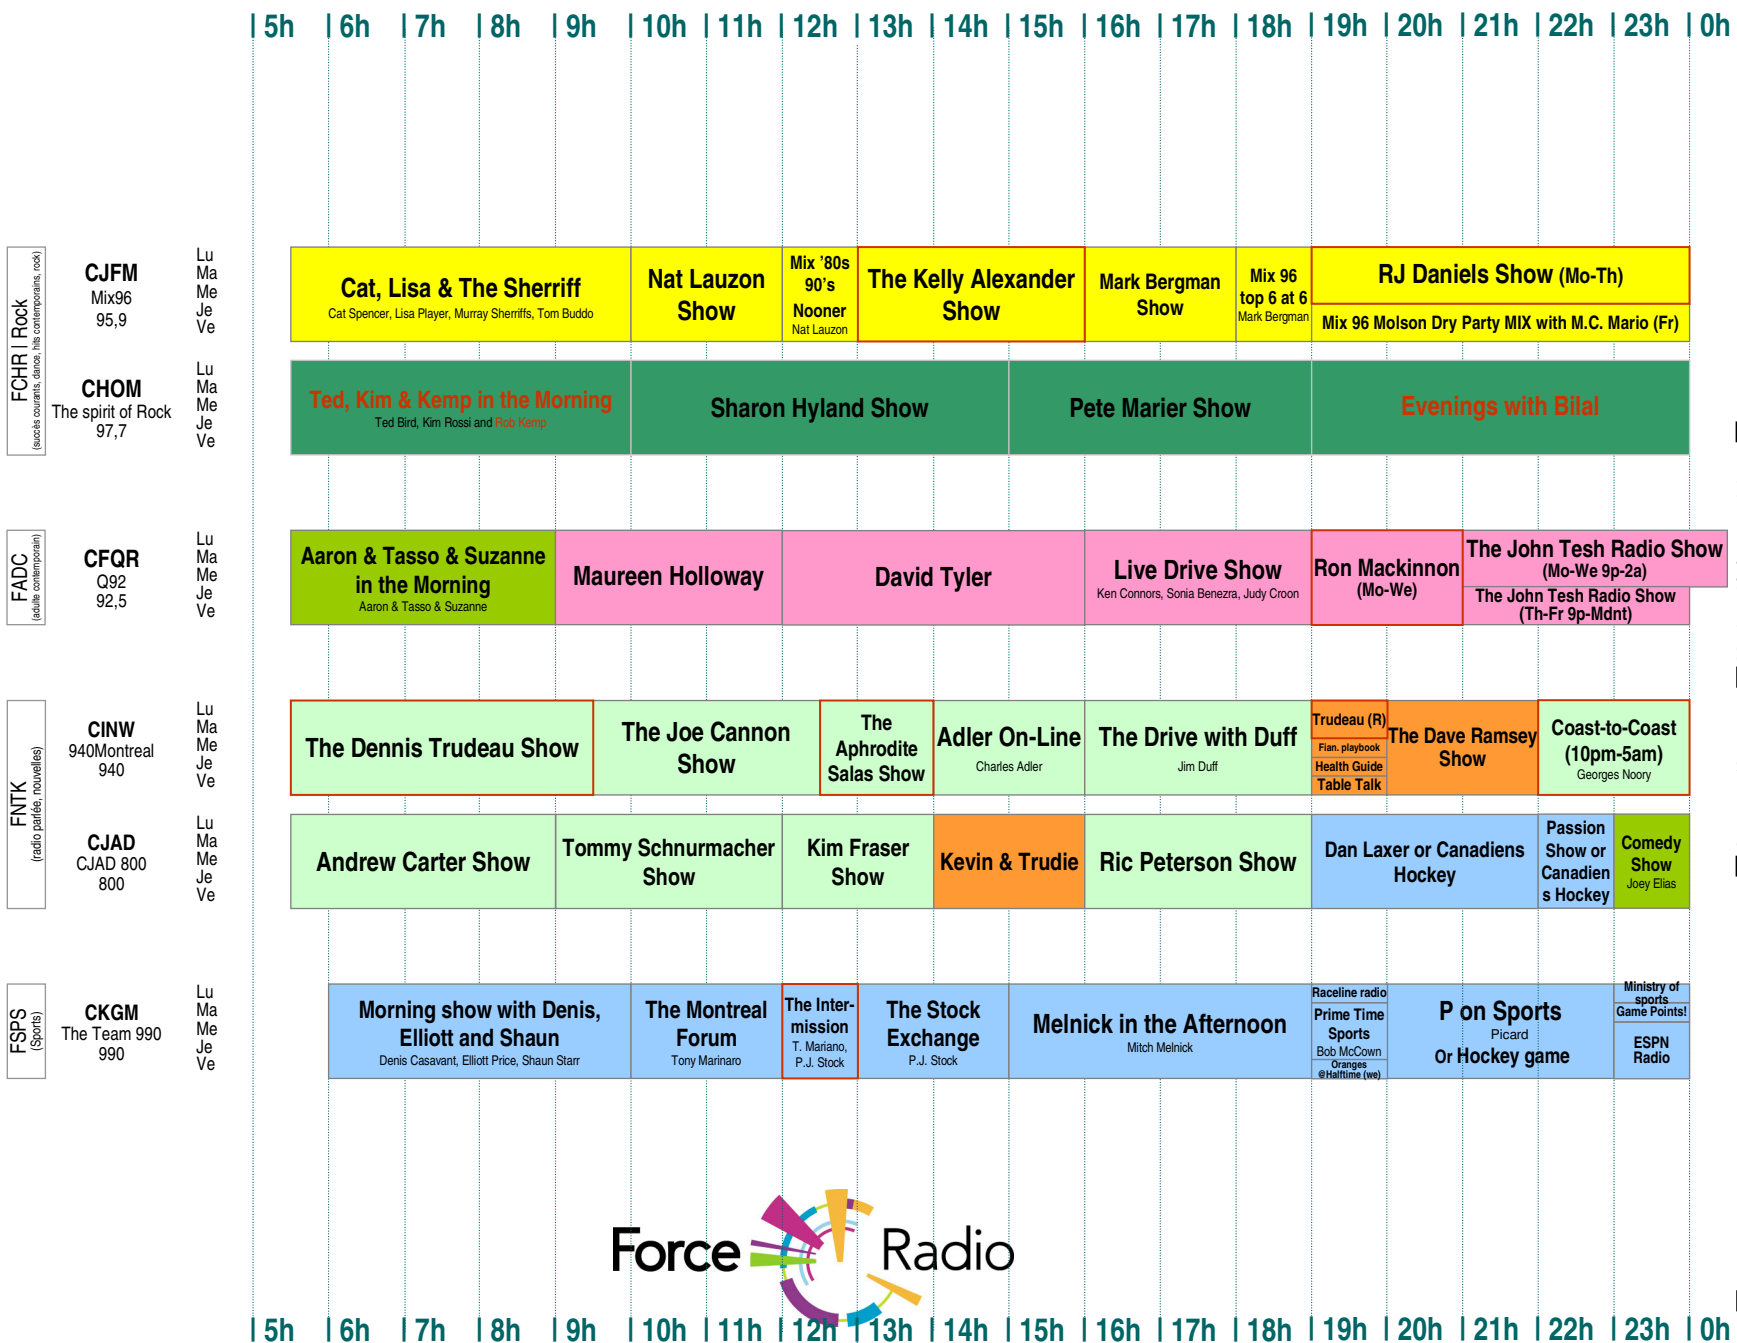 | 5h | 6h | 7h | 8h | 9h | 10h | 11h | 12h | 13h | 14h | 15h | 16h | 17h | 18h | 19h | 20h | 21h | 22h | 23h | 0h
FCHR | Rock
(succès courants, dance, hits contemporains, rock)
CJFM
Mix96
95,9
Lu
Ma
Me
Je
Ve
Cat, Lisa & The Sherriff
Cat Spencer, Lisa Player, Murray Sherriffs, Tom Buddo
Nat Lauzon
Show
Mix '80s
90's
Nooner
Nat Lauzon
The Kelly Alexander
Show
Mark Bergman
Show
Mix 96
top 6 at 6
Mark Bergman
RJ Daniels Show (Mo-Th)
Mix 96 Molson Dry Party MIX with M.C. Mario (Fr)
CHOM
The spirit of Rock
97,7
Lu
Ma
Me
Je
Ve
Ted, Kim & Kemp in the Morning
Ted Bird, Kim Rossi and Rob Kemp
Sharon Hyland Show
Pete Marier Show
Evenings with Bilal
FADC
(adulte contemporain)
CFQR
Q92
92,5
Lu
Ma
Me
Je
Ve
Aaron & Tasso & Suzanne
in the Morning
Aaron & Tasso & Suzanne
Maureen Holloway
David Tyler
Live Drive Show
Ken Connors, Sonia Benezra, Judy Croon
Ron Mackinnon
(Mo-We)
The John Tesh Radio Show
(Mo-We 9p-2a)
The John Tesh Radio Show
(Th-Fr 9p-Mdnt)
FNTK
(radio parlée, nouvelles)
CINW
940Montreal
940
Lu
Ma
Me
Je
Ve
The Dennis Trudeau Show
The Joe Cannon
Show
The
Aphrodite
Salas Show
Adler On-Line
Charles Adler
The Drive with Duff
Jim Duff
Trudeau (R)
Fian. playbook
Health Guide
Table Talk
The Dave Ramsey
Show
Coast-to-Coast
(10pm-5am)
Georges Noory
CJAD
CJAD 800
800
Lu
Ma
Me
Je
Ve
Andrew Carter Show
Tommy Schnurmacher
Show
Kim Fraser
Show
Kevin & Trudie
Ric Peterson Show
Dan Laxer or Canadiens
Hockey
Passion
Show or
Canadien
s Hockey
Comedy
Show
Joey Elias
FSPS
(Sports)
CKGM
The Team 990
990
Lu
Ma
Me
Je
Ve
Morning show with Denis,
Elliott and Shaun
Denis Casavant, Elliott Price, Shaun Starr
The Montreal
Forum
Tony Marinaro
The Inter-
mission
T. Mariano,
P.J. Stock
The Stock
Exchange
P.J. Stock
Melnick in the Afternoon
Mitch Melnick
Raceline radio
Prime Time
Sports
Bob McCown
Oranges
@Halftime (we)
P on Sports
Picard
Or Hockey game
Ministry of
sports
Game Points!
ESPN
Radio
Force Radio
| 5h | 6h | 7h | 8h | 9h | 10h | 11h | 12h | 13h | 14h | 15h | 16h | 17h | 18h | 19h | 20h | 21h | 22h | 23h | 0h